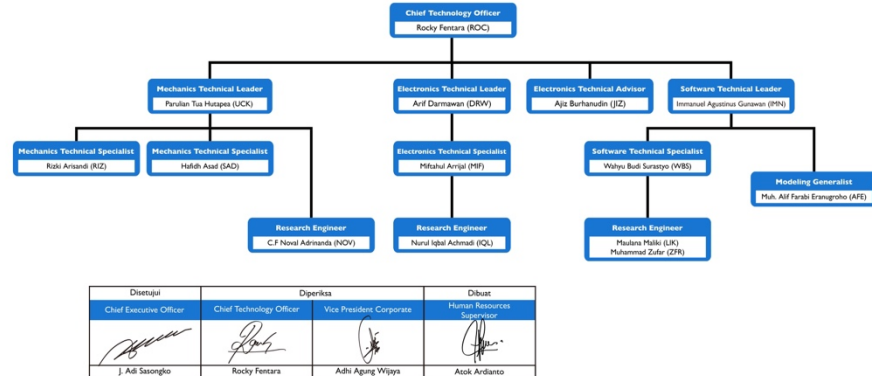 Chief Technology Officer
Rocky Fentara (ROC)
Mechanics Technical Leader
Parulian Tua Hutapea (UCK)
Electronics Technical Leader
Arif Darmawan (DRW)
Electronics Technical Advisor
Ajiz Burhanudin (JIZ)
Software Technical Leader
Immanuel Agustinus Gunawan (IMN)
Mechanics Technical Specialist
Rizki Arisandi (RIZ)
Mechanics Technical Specialist
Hafidh Asad (SAD)
Electronics Technical Specialist
Miftahul Arrijal (MIF)
Software Technical Specialist
Wahyu Budi Surastyo (WBS)
Modeling Generalist
Muh. Alif Farabi Eranugroho (AFE)
Research Engineer
C.F Noval Adrinanda (NOV)
Research Engineer
Nurul Iqbal Achmadi (IQL)
Research Engineer
Maulana Maliki (LIK)
Muhammad Zufar (ZFR)
Disetujui
Diperiksa
Dibuat
Chief Executive Officer
Chief Technology Officer
Vice President Corporate
Human Resources
Supervisor
J. Adi Sasongko
Rocky Fentara
Adhi Agung Wijaya
Atok Ardianto